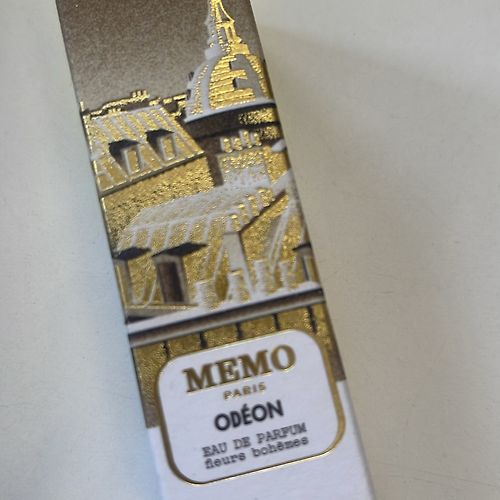 MEMO
PARIS
ODÉON
EAU DE PARFUM
fleurs bohèmes